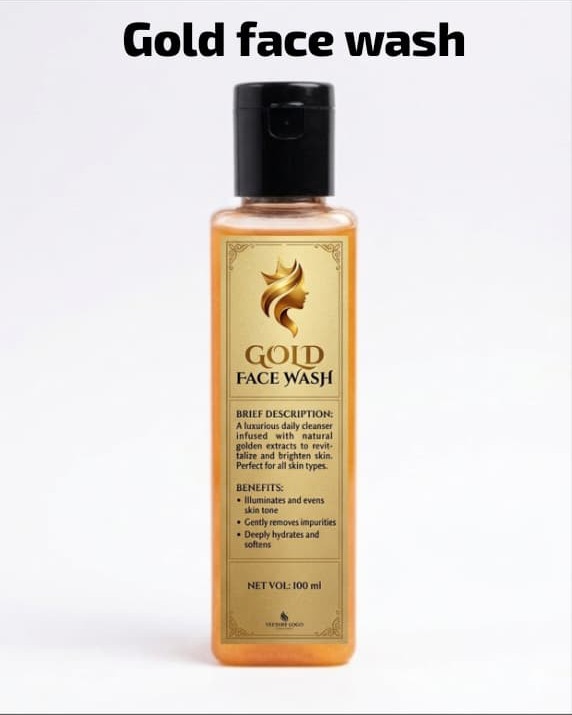 Gold face wash
GOLD
FACE WASH
BRIEF DESCRIPTION:
A luxurious daily cleanser
infused with natural
golden extracts to revit-
talize and brighten skin.
Perfect for all skin types.
BENEFITS:
• Illuminates and evens
skin tone
• Gently removes impurities
• Deeply hydrates and
softens
NET VOL: 100 ml